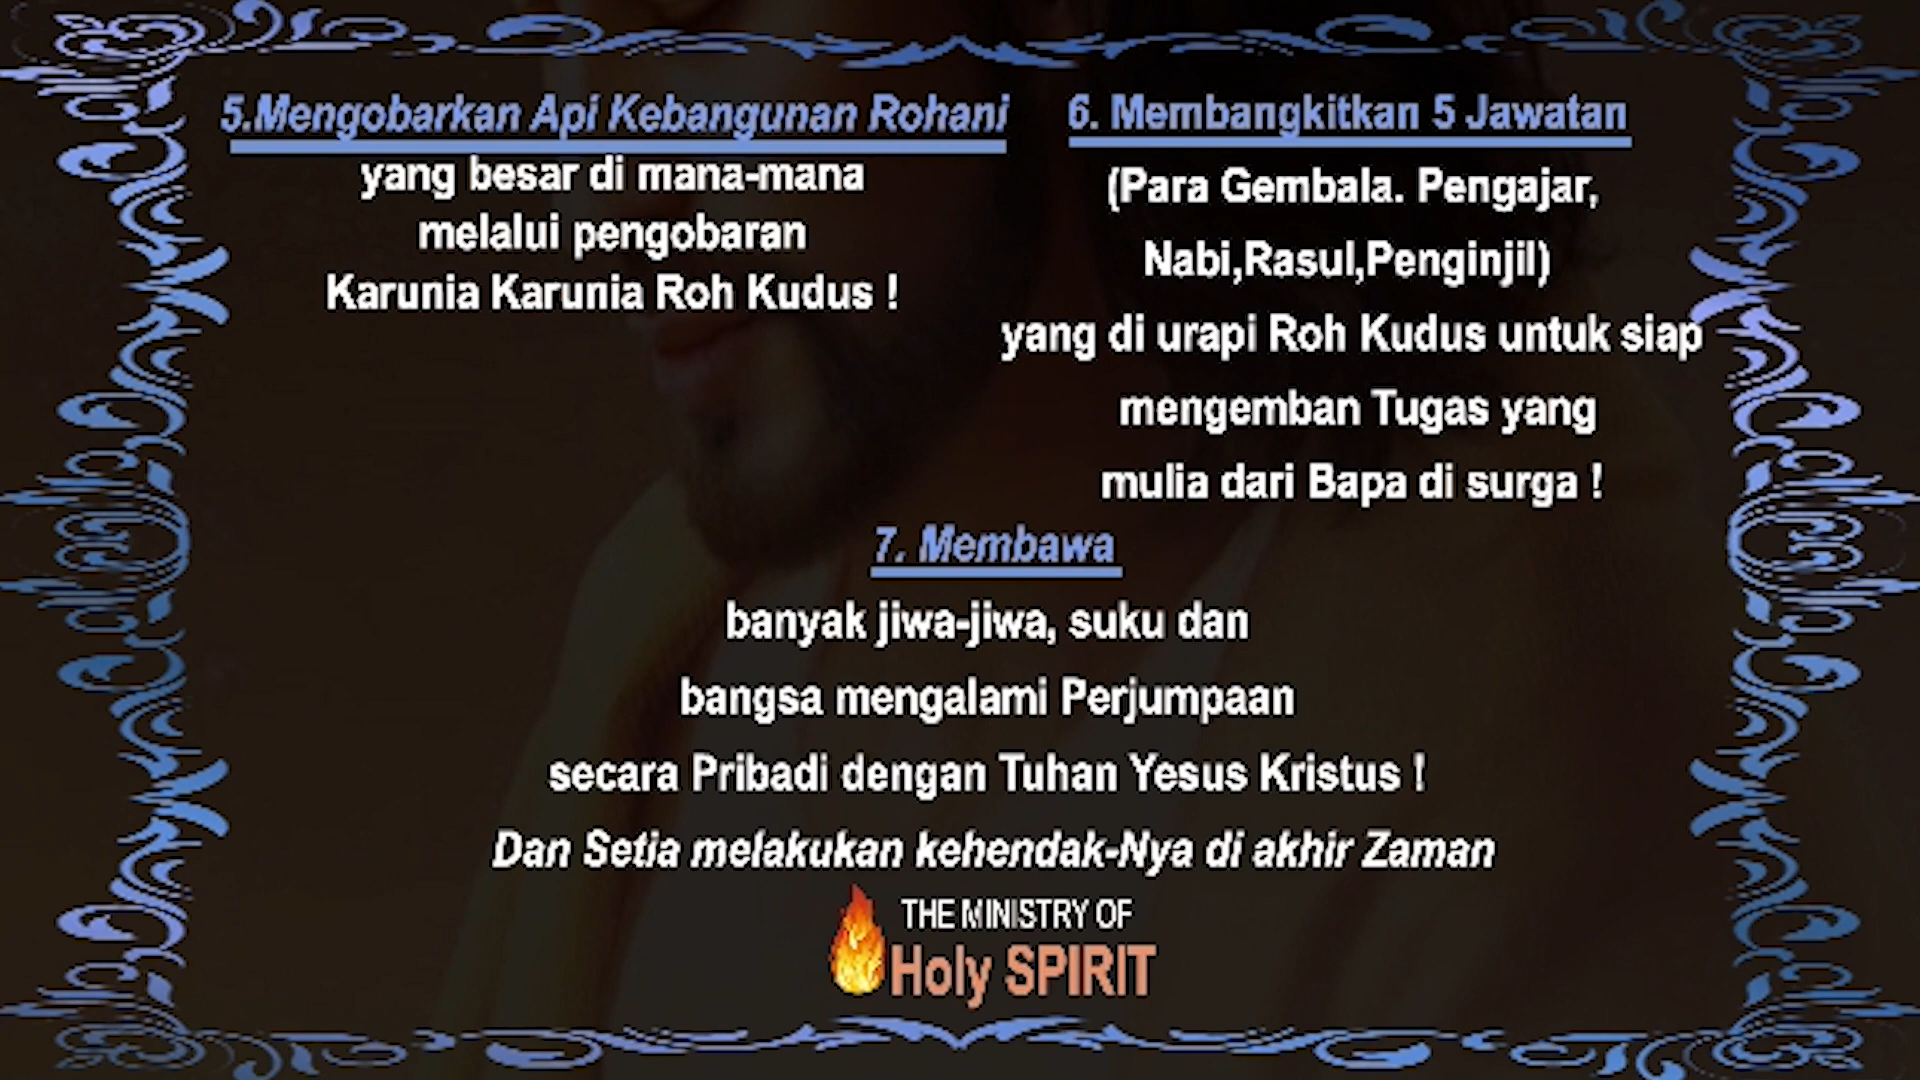 5.Mengobarkan Api Kebangunan Rohani
yang besar di mana-mana
melalui pengobaran
Karunia Karunia Roh Kudus !
6. Membangkitkan 5 Jawatan
(Para Gembala. Pengajar,
Nabi,Rasul,Penginjil)
yang di urapi Roh Kudus untuk siap
mengemban Tugas yang
mulia dari Bapa di surga !
7. Membawa
banyak jiwa-jiwa, suku dan
bangsa mengalami Perjumpaan
secara Pribadi dengan Tuhan Yesus Kristus !
Dan Setia melakukan kehendak-Nya di akhir Zaman
THE MINISTRY OF
Holy SPIRIT